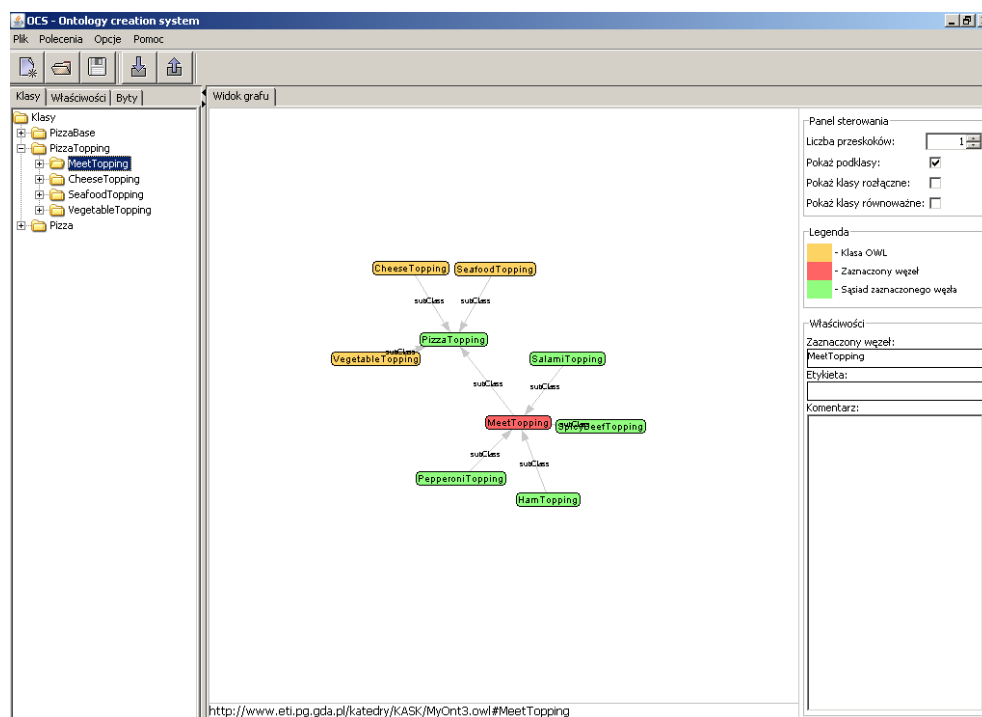 OCS - Ontology creation system
Plik Polecenia Opcje Pomoc
Klasy Właściwości Byty
Widok grafu
Klasy
PizzaBase
PizzaTopping
MeetTopping
CheeseTopping
SeafoodTopping
VegetableTopping
Pizza
CheeseTopping SeafoodTopping
subClass subClass
PizzaTopping
subClass
VegetableTopping SalamiTopping
subClass subClass
MeetTopping subClass SpicyBeefTopping
subClass subClass
PepperoniTopping
HamTopping
Panel sterowania
Liczba przeskoków: 1
Pokaż podklasy:
Pokaż klasy rozłączne:
Pokaż klasy równoważne:
Legenda
- Klasa OWL
- Zaznaczony węzeł
- Sąsiad zaznaczonego węzła
Właściwości
Zaznaczony węzeł:
MeetTopping
Etykieta:
Komentarz:
http://www.eti.pg.gda.pl/katedry/KASK/MyOnt3.owl#MeetTopping